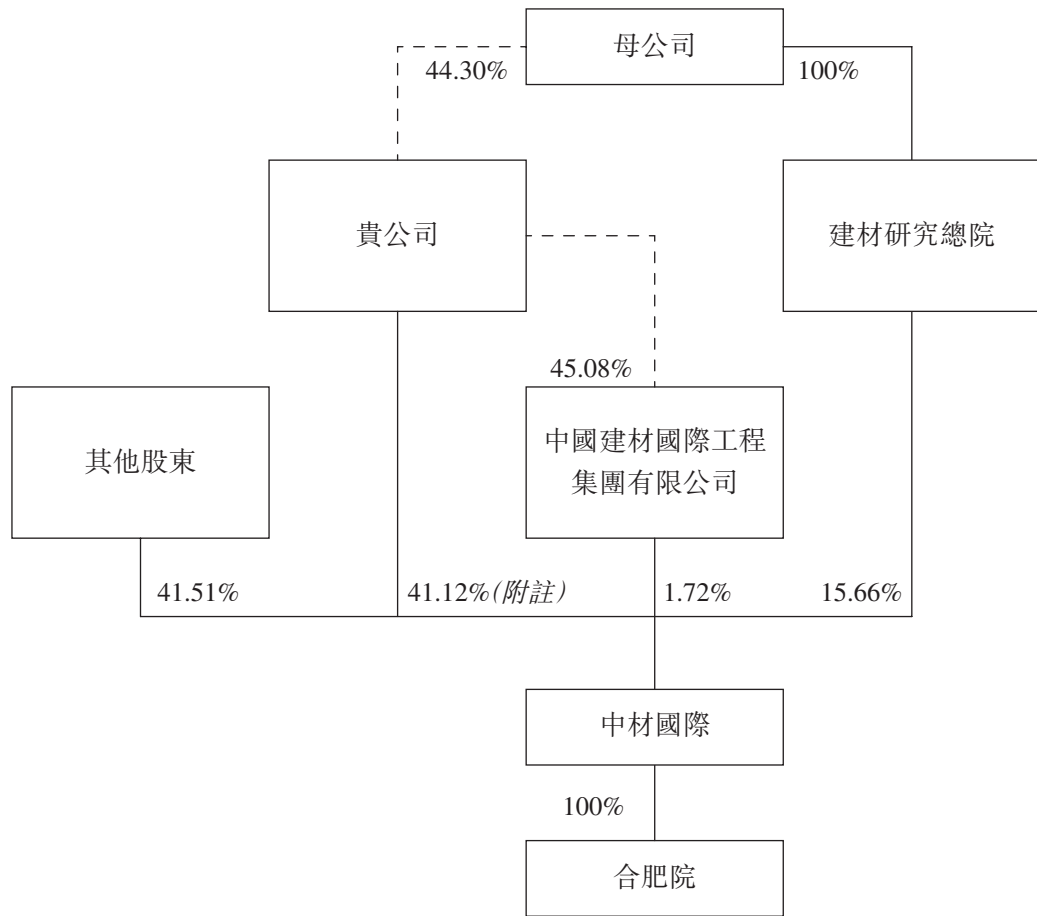 母公司
44.30%
100%
貴公司
建材研究總院
45.08%
其他股東
中國建材國際工程
集團有限公司
41.51%
41.12%(附註)
1.72%
15.66%
中材國際
100%
合肥院